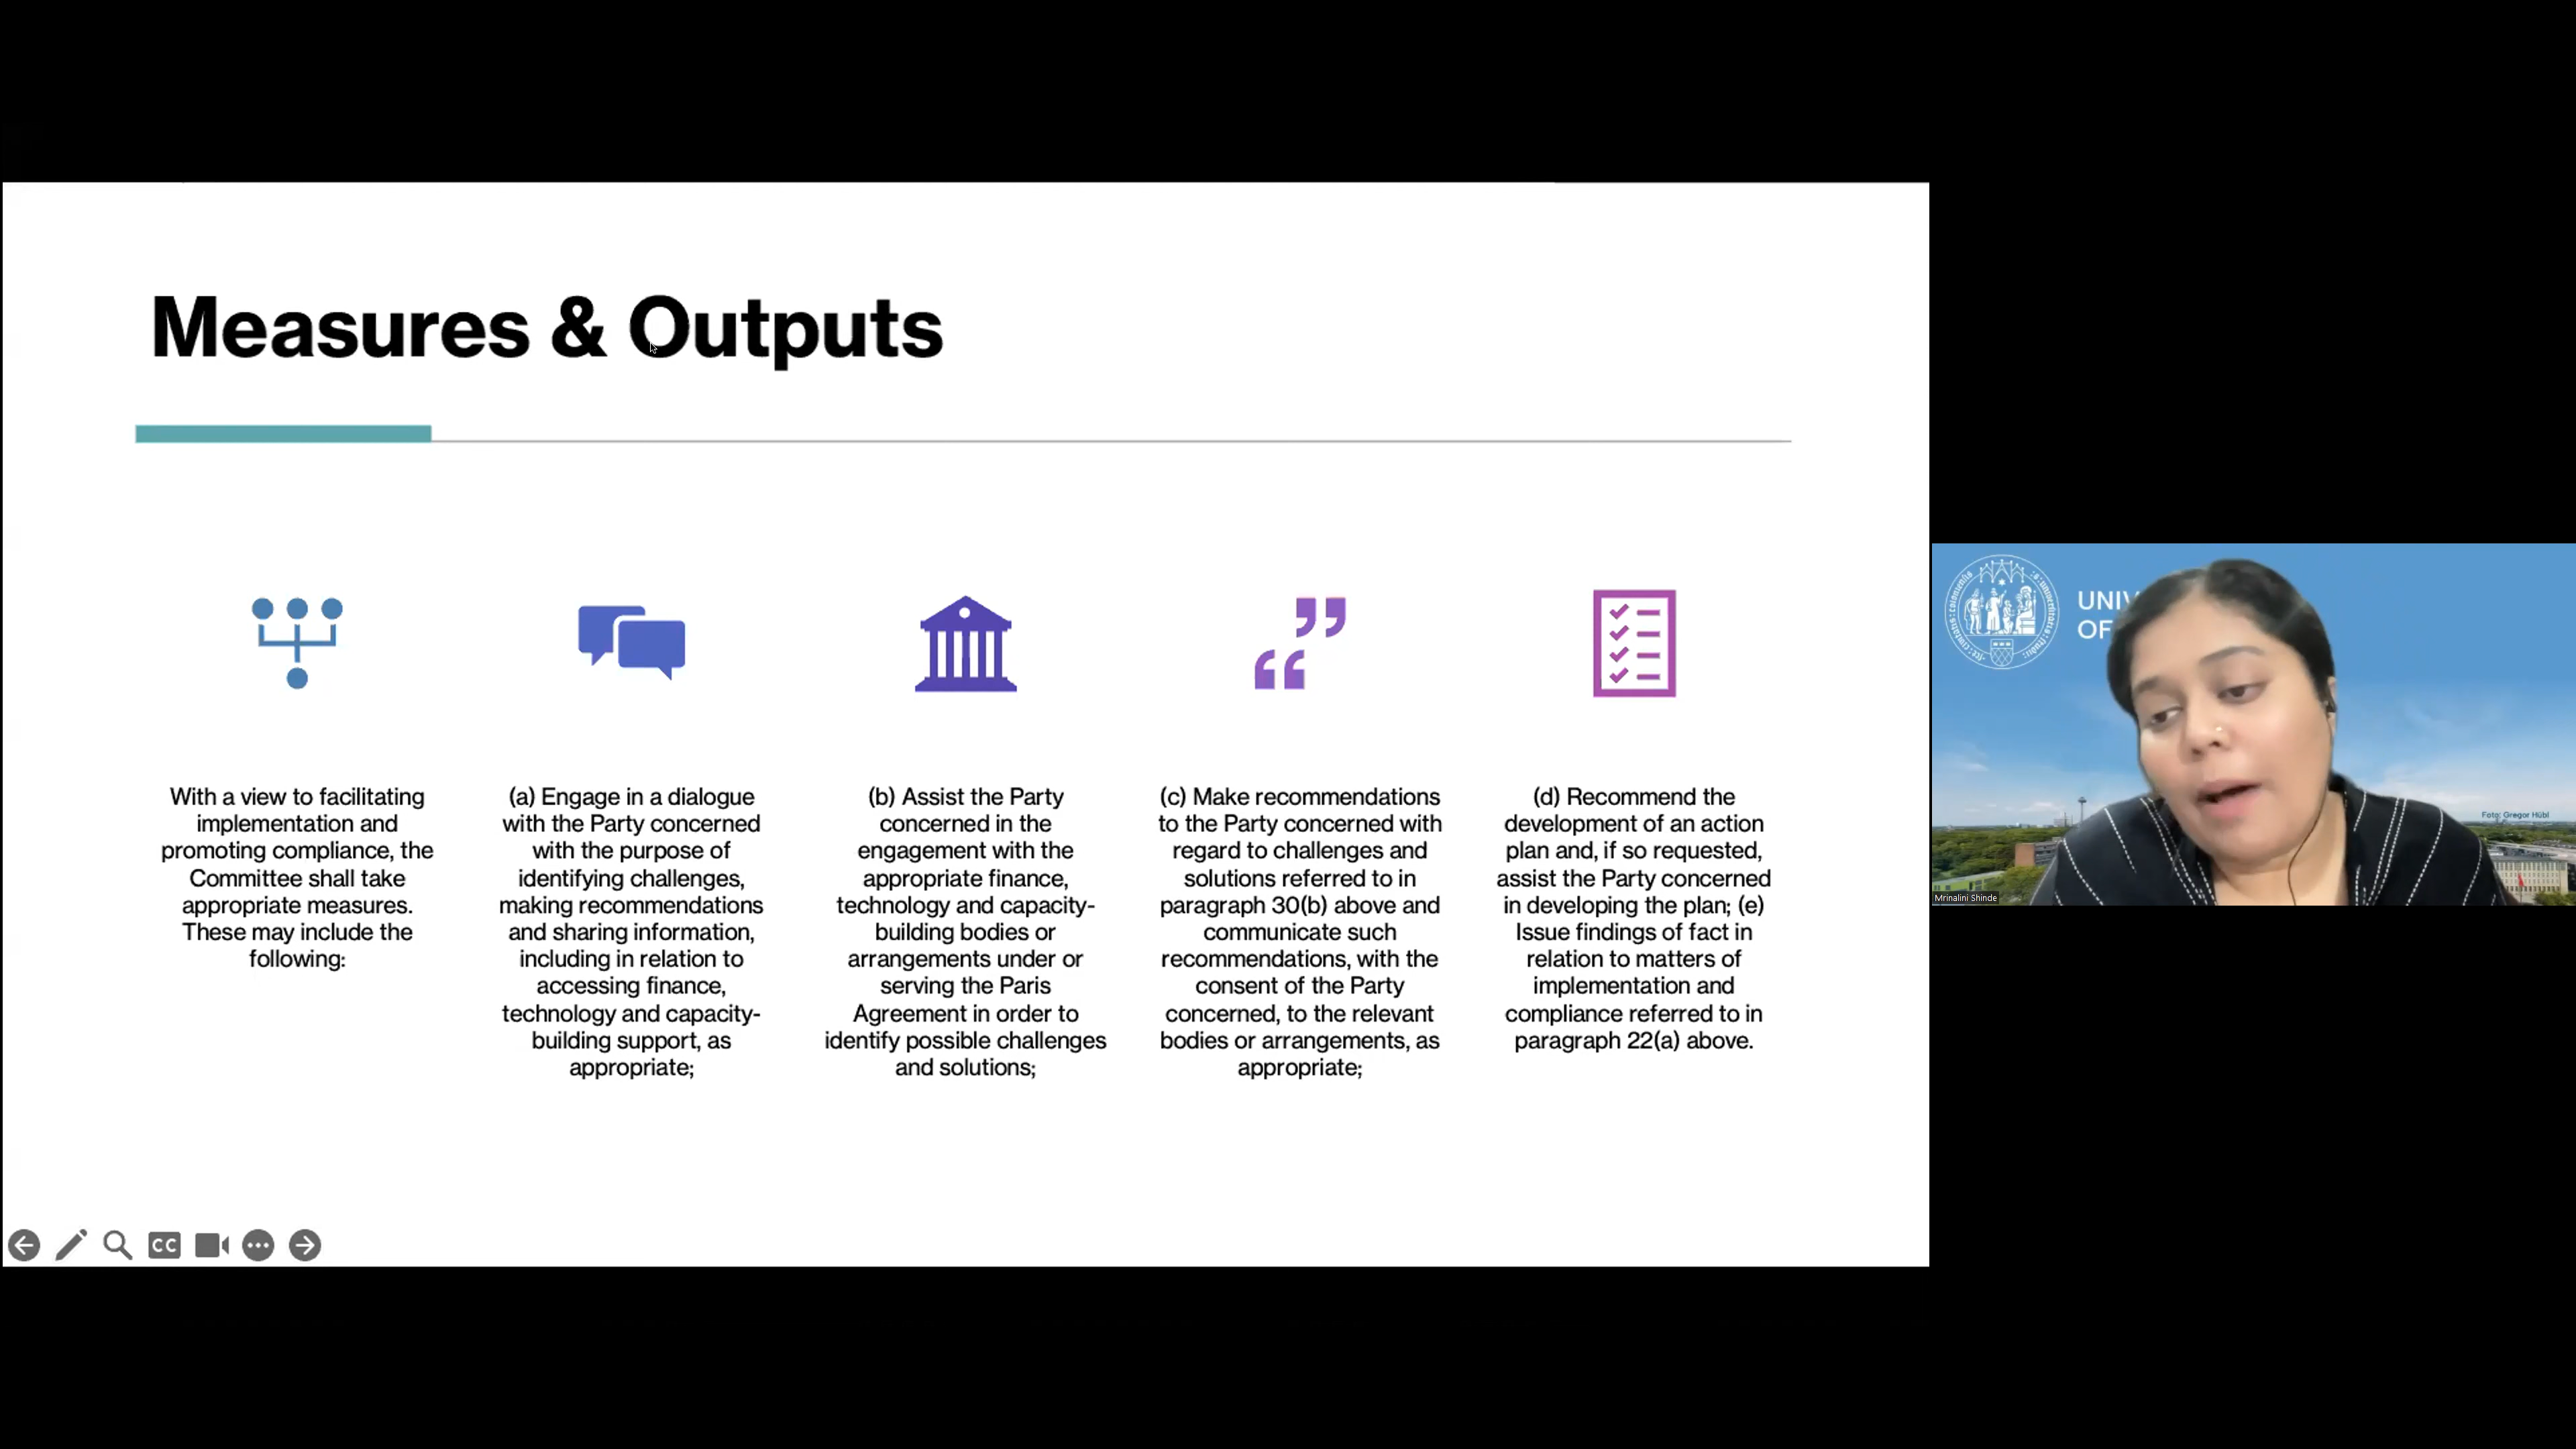 Measures & Outputs
With a view to facilitating
implementation and
promoting compliance, the
Committee shall take
appropriate measures.
These may include the
following:
(a) Engage in a dialogue
with the Party concerned
with the purpose of
identifying challenges,
making recommendations
and sharing information,
including in relation to
accessing finance,
technology and capacity-
building support, as
appropriate;
(b) Assist the Party
concerned in the
engagement with the
appropriate finance,
technology and capacity-
building bodies or
arrangements under or
serving the Paris
Agreement in order to
identify possible challenges
and solutions;
(c) Make recommendations
to the Party concerned with
regard to challenges and
solutions referred to in
paragraph 30(b) above and
communicate such
recommendations, with the
consent of the Party
concerned, to the relevant
bodies or arrangements, as
appropriate;
(d) Recommend the
development of an action
plan and, if so requested,
assist the Party concerned
in developing the plan; (e)
Issue findings of fact in
relation to matters of
implementation and
compliance referred to in
paragraph 22(a) above.
CC
UNIV
OF
Foto: Gregor Hübl
Mrinalini Shinde